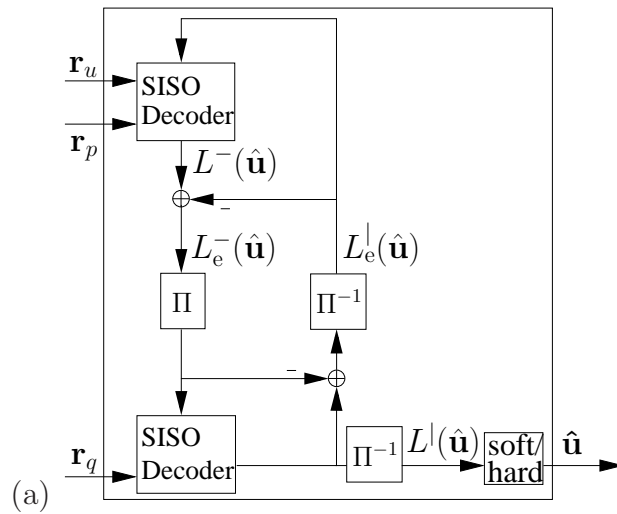 r_u
SISO
Decoder
r_p
L^−(û)
-
L_e^−(û)
L_e^|(û)
Π
Π^{−1}
-
SISO
Decoder
r_q
Π^{−1}
L^|(û)
soft/
hard
û
(a)